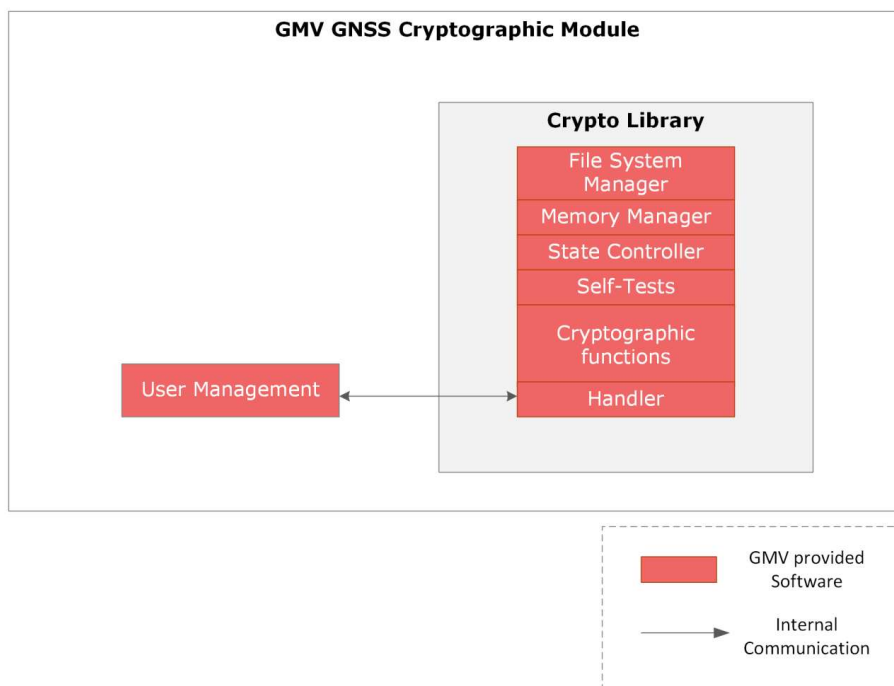 GMV GNSS Cryptographic Module
Crypto Library
File System
Manager
Memory Manager
State Controller
Self-Tests
Cryptographic
functions
User Management
Handler
GMV provided
Software
Internal
Communication